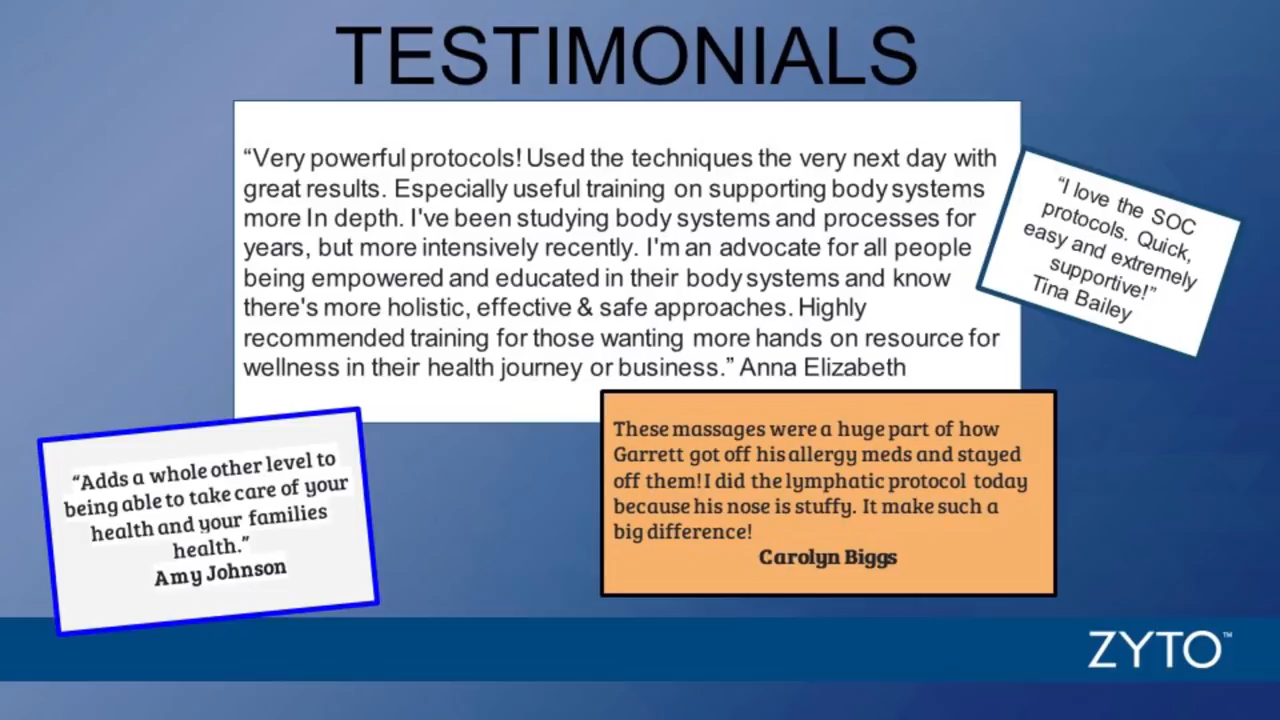 TESTIMONIALS
“Very powerful protocols! Used the techniques the very next day with
great results. Especially useful training on supporting body systems
more In depth. I've been studying body systems and processes for
years, but more intensively recently. I'm an advocate for all people
being empowered and educated in their body systems and know
there's more holistic, effective & safe approaches. Highly
recommended training for those wanting more hands on resource for
wellness in their health journey or business.” Anna Elizabeth
“I love the SOC
protocols. Quick,
easy and extremely
supportive!”
Tina Bailey
“Adds a whole other level to
being able to take care of your
health and your families
health.”
Amy Johnson
These massages were a huge part of how
Garrett got off his allergy meds and stayed
off them! I did the lymphatic protocol today
because his nose is stuffy. It make such a
big difference!
Carolyn Biggs
ZYTO™